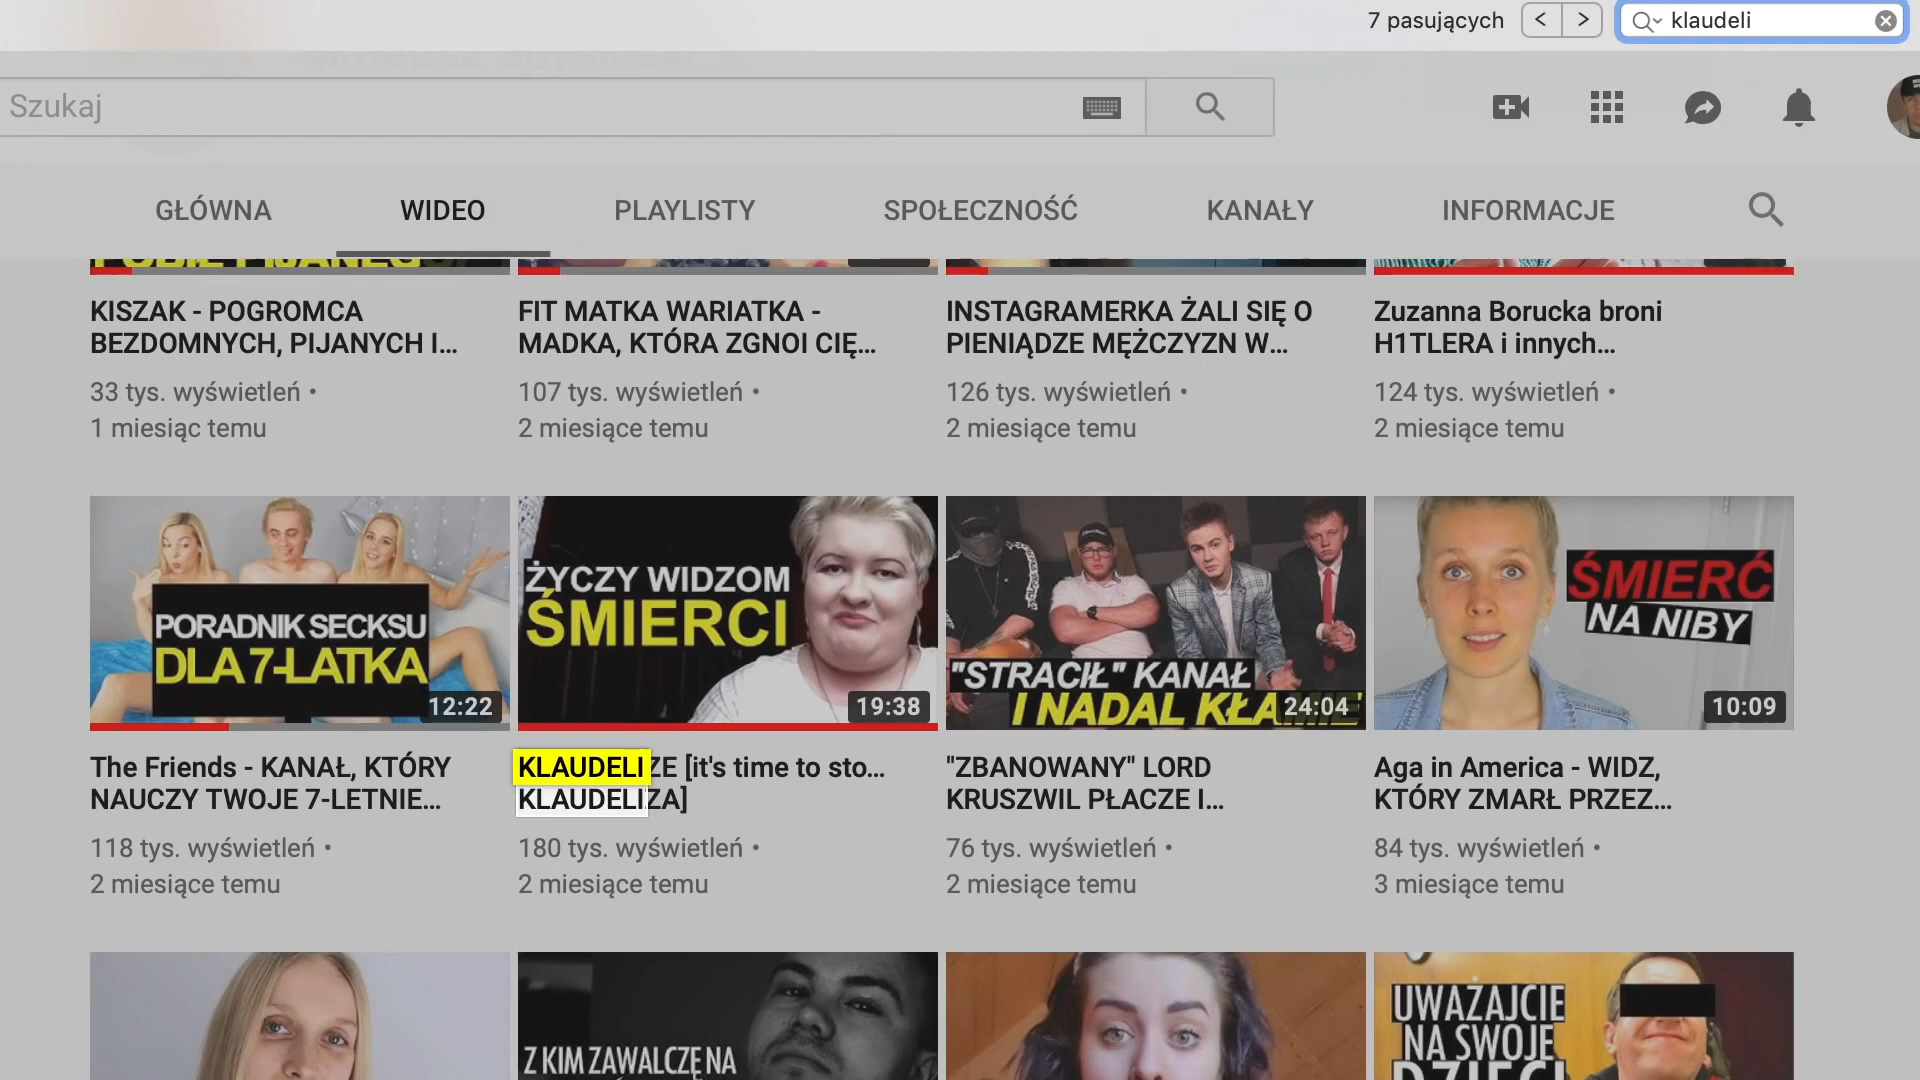 7 pasujących
klaudeli
Szukaj
GŁÓWNA
WIDEO
PLAYLISTY
SPOŁECZNOŚĆ
KANAŁY
INFORMACJE
KISZAK - POGROMCA
BEZDOMNYCH, PIJANYCH I...
33 tys. wyświetleń •
1 miesiąc temu
FIT MATKA WARIATKA -
MADKA, KTÓRA ZGNOI CIĘ...
107 tys. wyświetleń •
2 miesiące temu
INSTAGRAMERKA ŻALI SIĘ O
PIENIĄDZE MĘŻCZYZN W...
126 tys. wyświetleń •
2 miesiące temu
Zuzanna Borucka broni
H1TLERA i innych...
124 tys. wyświetleń •
2 miesiące temu
PORADNIK SECKSU
DLA 7-LATKA
12:22
The Friends - KANAŁ, KTÓRY
NAUCZY TWOJE 7-LETNIE...
118 tys. wyświetleń •
2 miesiące temu
ŻYCZY WIDZOM
ŚMIERCI
19:38
KLAUDELIZE [it's time to sto...
KLAUDELIZA]
180 tys. wyświetleń •
2 miesiące temu
"STRACIŁ" KANAŁ
I NADAL KŁAMIE
24:04
"ZBANOWANY" LORD
KRUSZWIL PŁACZE I...
76 tys. wyświetleń •
2 miesiące temu
ŚMIERĆ
NA NIBY
10:09
Aga in America - WIDZ,
KTÓRY ZMARŁ PRZEZ...
84 tys. wyświetleń •
3 miesiące temu
Z KIM ZAWALCZĘ NA
UWAŻAJCIE
NA SWOJE
DZIECI